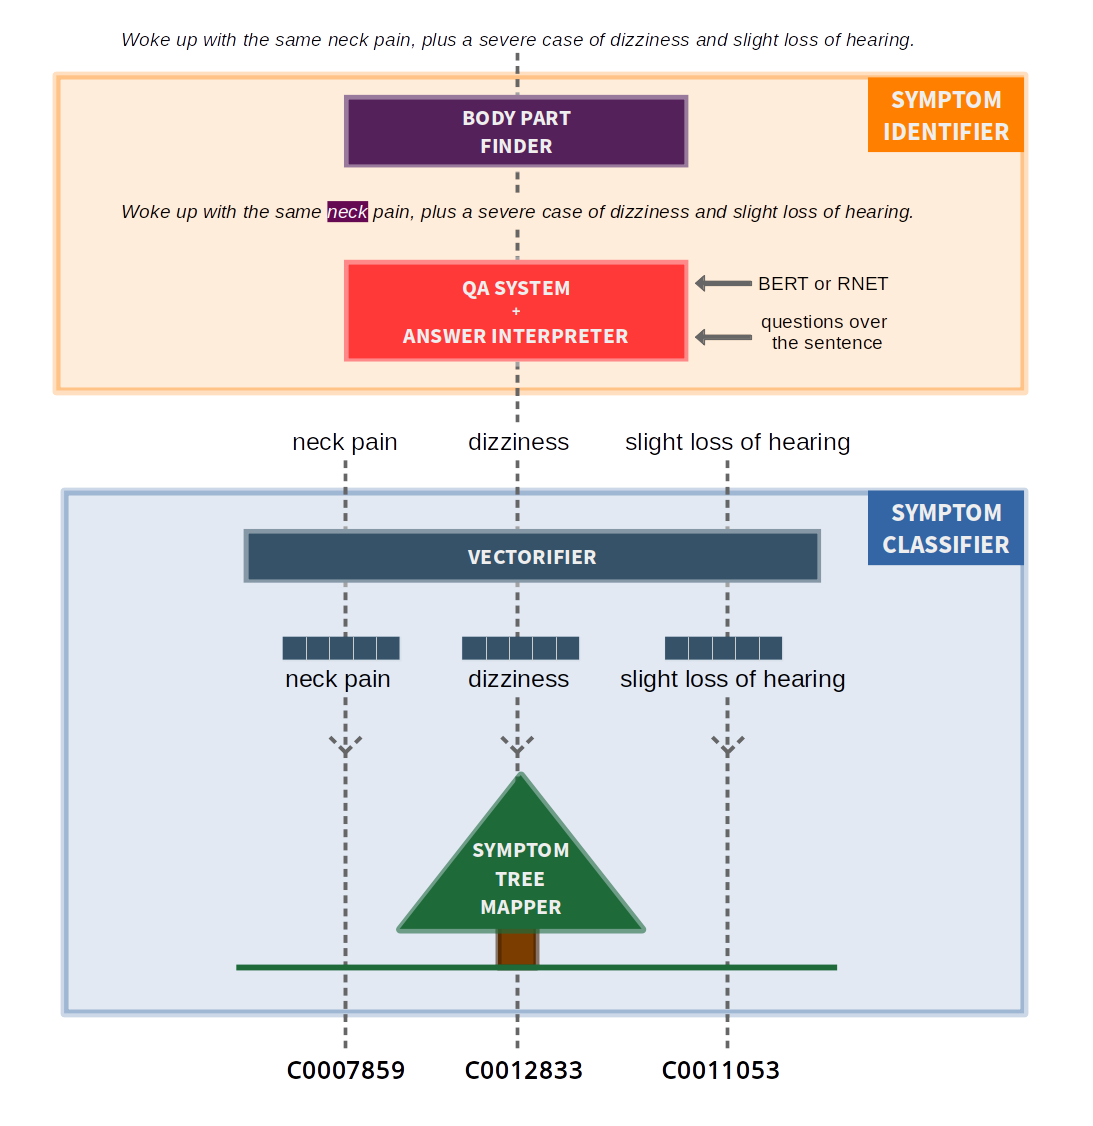 Woke up with the same neck pain, plus a severe case of dizziness and slight loss of hearing.
SYMPTOM
IDENTIFIER
BODY PART
FINDER
Woke up with the same neck pain, plus a severe case of dizziness and slight loss of hearing.
QA SYSTEM
+
ANSWER INTERPRETER
BERT or RNET
questions over
the sentence
neck pain
dizziness
slight loss of hearing
SYMPTOM
CLASSIFIER
VECTORIFIER
neck pain
dizziness
slight loss of hearing
SYMPTOM
TREE
MAPPER
C0007859
C0012833
C0011053